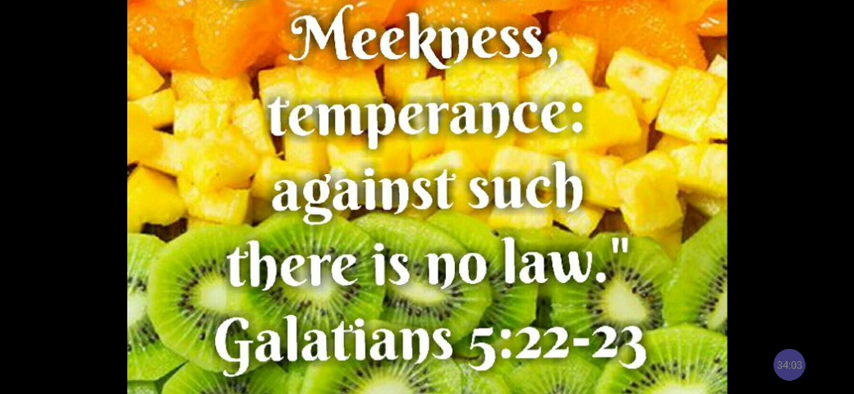 Meekness,
temperance:
against such
there is no law."
Galatians 5:22-23
34:03